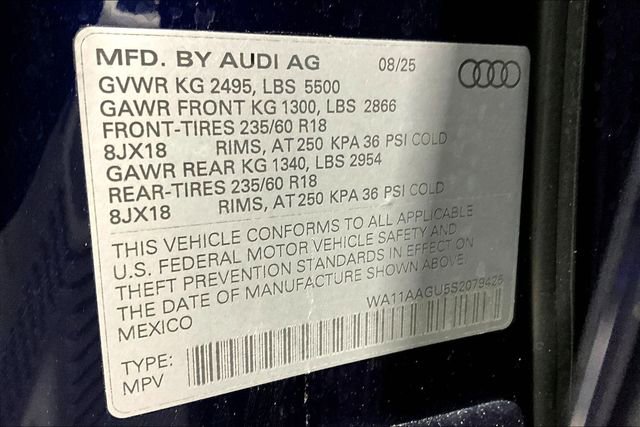 MFD. BY AUDI AG 08/25
GVWR KG 2495, LBS 5500
GAWR FRONT KG 1300, LBS 2866
FRONT-TIRES 235/60 R18
8JX18 RIMS, AT 250 KPA 36 PSI COLD
GAWR REAR KG 1340, LBS 2954
REAR-TIRES 235/60 R18
8JX18 RIMS, AT 250 KPA 36 PSI COLD
THIS VEHICLE CONFORMS TO ALL APPLICABLE
U.S. FEDERAL MOTOR VEHICLE SAFETY AND
THEFT PREVENTION STANDARDS IN EFFECT ON
THE DATE OF MANUFACTURE SHOWN ABOVE.
MEXICO WA11AAGU5S2079425
TYPE:
MPV